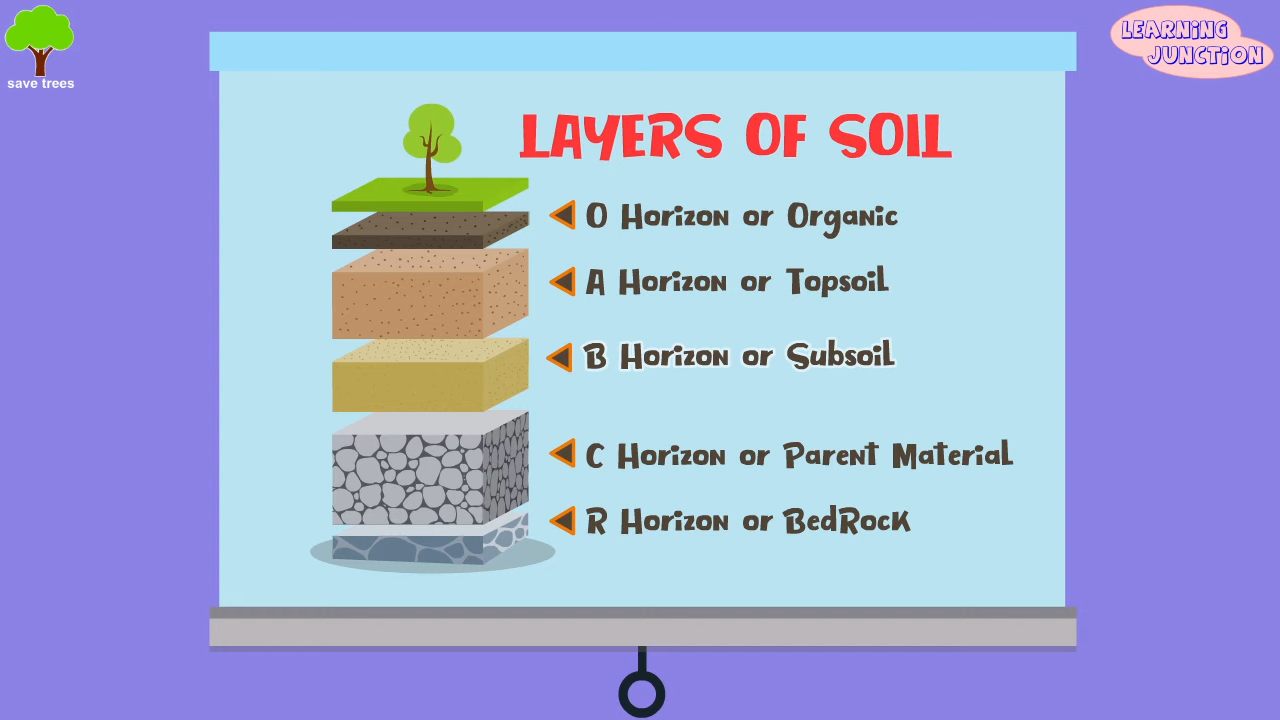 save trees
LEARNING
JUNCTION
LAYERS OF SOIL
O Horizon or Organic
A Horizon or Topsoil
B Horizon or Subsoil
C Horizon or Parent Material
R Horizon or BedRock